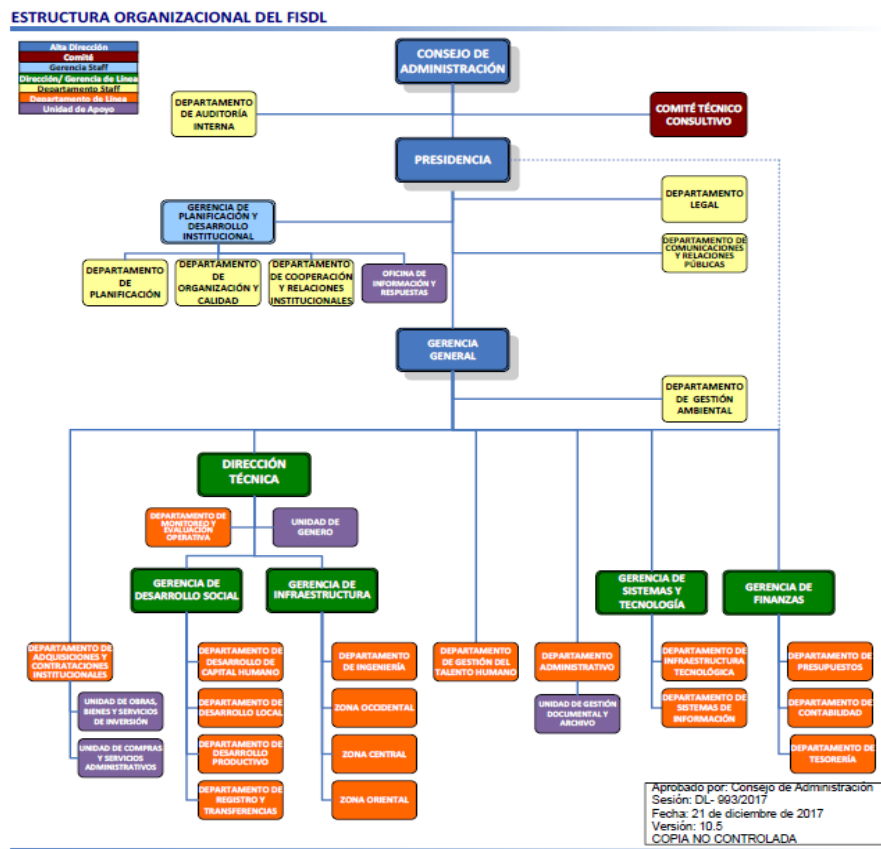 ESTRUCTURA ORGANIZACIONAL DEL FISDL
Alta Dirección
Comité
Gerencia Staff
Dirección/ Gerencia de Línea
Departamento Staff
Departamento de Línea
Unidad de Apoyo
CONSEJO DE
ADMINISTRACIÓN
DEPARTAMENTO
DE AUDITORÍA
INTERNA
COMITÉ TÉCNICO
CONSULTIVO
PRESIDENCIA
DEPARTAMENTO
LEGAL
GERENCIA DE
PLANIFICACIÓN Y
DESARROLLO
INSTITUCIONAL
DEPARTAMENTO DE
COMUNICACIONES
Y RELACIONES
PÚBLICAS
DEPARTAMENTO
DE
PLANIFICACIÓN
DEPARTAMENTO
DE
ORGANIZACIÓN Y
CALIDAD
DEPARTAMENTO
DE COOPERACIÓN
Y RELACIONES
INSTITUCIONALES
OFICINA DE
INFORMACIÓN Y
RESPUESTAS
GERENCIA
GENERAL
DEPARTAMENTO
DE GESTIÓN
AMBIENTAL
DIRECCIÓN
TÉCNICA
DEPARTAMENTO DE
MONITOREO Y
EVALUACIÓN
OPERATIVA
UNIDAD DE
GENERO
GERENCIA DE
DESARROLLO SOCIAL
GERENCIA DE
INFRAESTRUCTURA
GERENCIA DE
SISTEMAS Y
TECNOLOGÍA
GERENCIA DE
FINANZAS
DEPARTAMENTO DE
ADQUISICIONES Y
CONTRATACIONES
INSTITUCIONALES
DEPARTAMENTO DE
DESARROLLO DE
CAPITAL HUMANO
DEPARTAMENTO
DE INGENIERÍA
DEPARTAMENTO
DE GESTIÓN DEL
TALENTO HUMANO
DEPARTAMENTO
ADMINISTRATIVO
DEPARTAMENTO DE
INFRAESTRUCTURA
TECNOLÓGICA
DEPARTAMENTO DE
PRESUPUESTOS
UNIDAD DE OBRAS,
BIENES Y SERVICIOS
DE INVERSIÓN
DEPARTAMENTO DE
DESARROLLO LOCAL
ZONA OCCIDENTAL
UNIDAD DE GESTIÓN
DOCUMENTAL Y
ARCHIVO
DEPARTAMENTO DE
SISTEMAS DE
INFORMACIÓN
DEPARTAMENTO DE
CONTABILIDAD
UNIDAD DE COMPRAS
Y SERVICIOS
ADMINISTRATIVOS
DEPARTAMENTO DE
DESARROLLO
PRODUCTIVO
ZONA CENTRAL
DEPARTAMENTO DE
TESORERÍA
DEPARTAMENTO DE
REGISTRO Y
TRANSFERENCIAS
ZONA ORIENTAL
Aprobado por: Consejo de Administración
Sesión: DL- 993/2017
Fecha: 21 de diciembre de 2017
Versión: 10.5
COPIA NO CONTROLADA